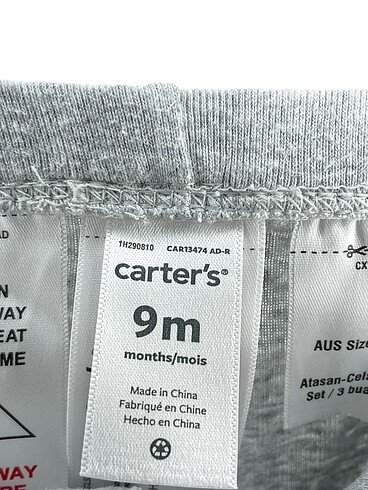 1H290810 CAR13474 AD-R
carter's®
9m
months/mois
Made in China
Fabriqué en Chine
Hecho en China
AD
N
WAY
EAT
ME
WAY
RE
CX
AUS Size
Atasan-Cela
Set / 3 bua